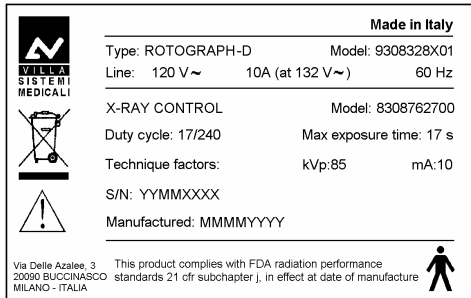 Made in Italy
VILLA
SISTEMI
MEDICALI
Type: ROTOGRAPH-D Model: 9308328X01
Line: 120 V~ 10A (at 132 V~) 60 Hz
X-RAY CONTROL Model: 8308762700
Duty cycle: 17/240 Max exposure time: 17 s
Technique factors: kVp:85 mA:10
S/N: YYMMXXXX
Manufactured: MMMMYYYY
Via Delle Azalee, 3
20090 BUCCINASCO
MILANO - ITALIA
This product complies with FDA radiation performance
standards 21 cfr subchapter j, in effect at date of manufacture